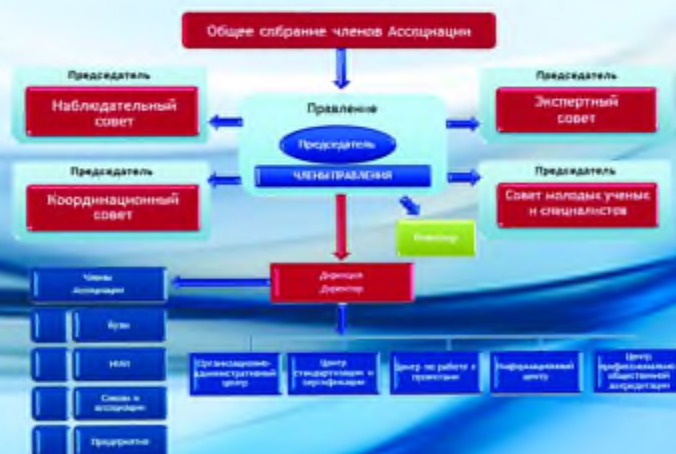 Общее собрание членов Ассоциации
Председатель
Наблюдательный
совет
Правление
Председатель
ЧЛЕНЫ ПРАВЛЕНИЯ
Председатель
Экспертный
совет
Председатель
Координационный
совет
Председатель
Совет молодых ученых
и специалистов
Дирекция
Директор
Члены
Ассоциации
Вузы
НИИ
Союзы и
ассоциации
Предприятия
Организационно-
административный
центр
Центр
стандартизации и
сертификации
Центр по работе с
проектами
Информационный
центр
Центр
профессионально-
общественной
аккредитации